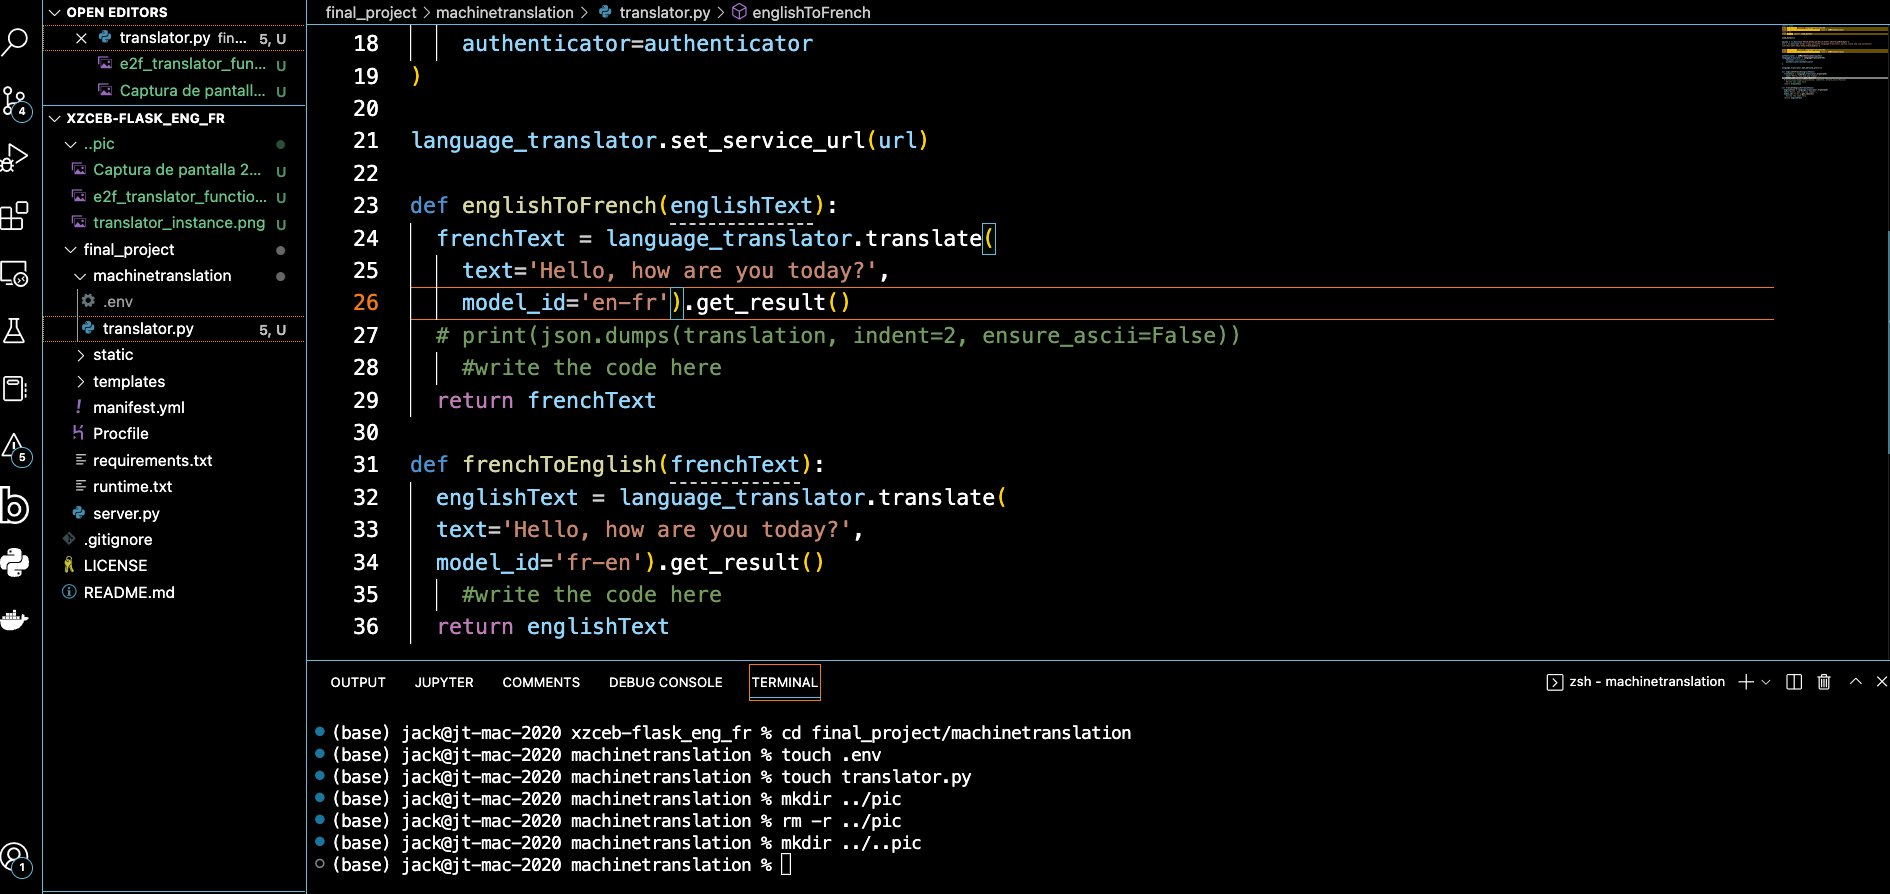 OPEN EDITORS
translator.py fin... 5, U
e2f_translator_fun... U
Captura de pantall... U
XZCEB-FLASK_ENG_FR
..pic
Captura de pantalla 2... U
e2f_translator_functio... U
translator_instance.png U
final_project
machinetranslation
.env
translator.py 5, U
static
templates
manifest.yml
Procfile
requirements.txt
runtime.txt
server.py
.gitignore
LICENSE
README.md
4
5
1
final_project > machinetranslation > translator.py > englishToFrench
18 authenticator=authenticator
19 )
20
21 language_translator.set_service_url(url)
22
23 def englishToFrench(englishText):
24 frenchText = language_translator.translate(
25 text='Hello, how are you today?',
26 model_id='en-fr').get_result()
27 # print(json.dumps(translation, indent=2, ensure_ascii=False))
28 #write the code here
29 return frenchText
30
31 def frenchToEnglish(frenchText):
32 englishText = language_translator.translate(
33 text='Hello, how are you today?',
34 model_id='fr-en').get_result()
35 #write the code here
36 return englishText
OUTPUT JUPYTER COMMENTS DEBUG CONSOLE TERMINAL zsh - machinetranslation
(base) jack@jt-mac-2020 xzceb-flask_eng_fr % cd final_project/machinetranslation
(base) jack@jt-mac-2020 machinetranslation % touch .env
(base) jack@jt-mac-2020 machinetranslation % touch translator.py
(base) jack@jt-mac-2020 machinetranslation % mkdir ../pic
(base) jack@jt-mac-2020 machinetranslation % rm -r ../pic
(base) jack@jt-mac-2020 machinetranslation % mkdir ../..pic
(base) jack@jt-mac-2020 machinetranslation %